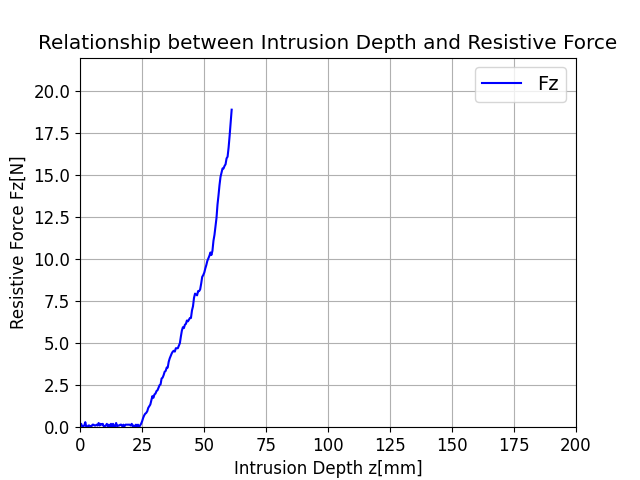 Relationship between Intrusion Depth and Resistive Force
Fz
Resistive Force Fz[N]
20.0
17.5
15.0
12.5
10.0
7.5
5.0
2.5
0.0
0 25 50 75 100 125 150 175 200
Intrusion Depth z[mm]